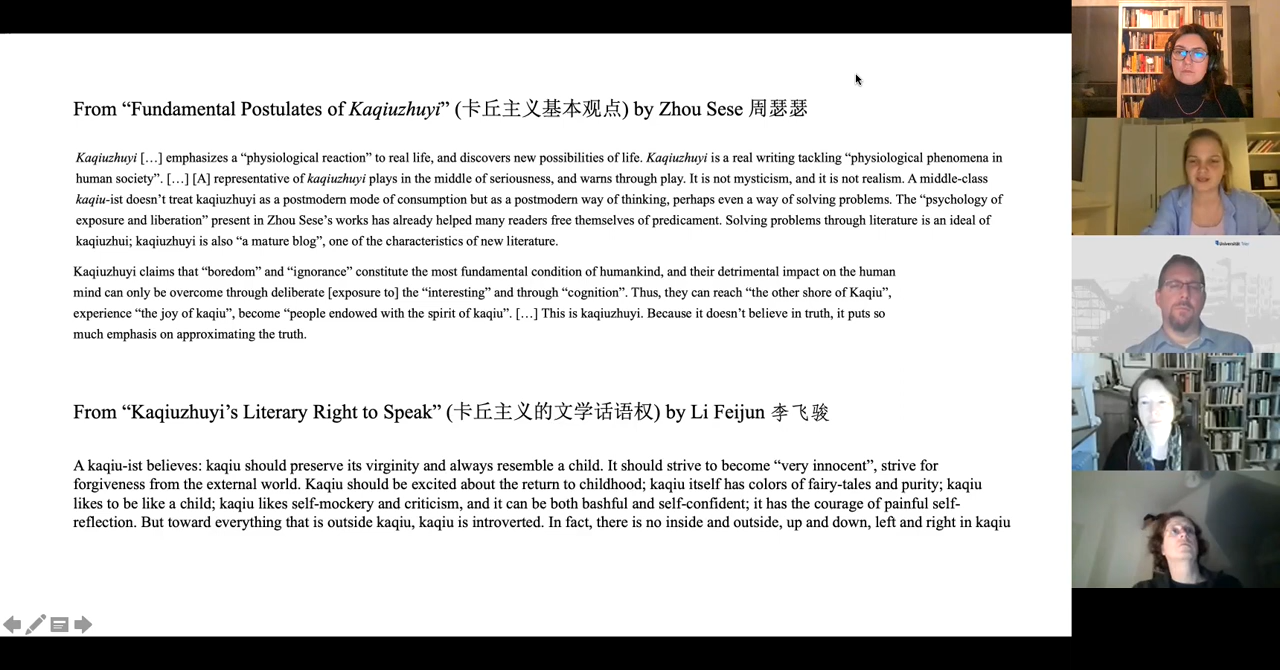 From “Fundamental Postulates of Kaqiuzhuyi” (卡丘主义基本观点) by Zhou Sese 周瑟瑟
Kaqiuzhuyi […] emphasizes a “physiological reaction” to real life, and discovers new possibilities of life. Kaqiuzhuyi is a real writing tackling “physiological phenomena in
human society”. […] [A] representative of kaqiuzhuyi plays in the middle of seriousness, and warns through play. It is not mysticism, and it is not realism. A middle-class
kaqiu-ist doesn’t treat kaqiuzhuyi as a postmodern mode of consumption but as a postmodern way of thinking, perhaps even a way of solving problems. The “psychology of
exposure and liberation” present in Zhou Sese’s works has already helped many readers free themselves of predicament. Solving problems through literature is an ideal of
kaqiuzhui; kaqiuzhuyi is also “a mature blog”, one of the characteristics of new literature.
Kaqiuzhuyi claims that “boredom” and “ignorance” constitute the most fundamental condition of humankind, and their detrimental impact on the human
mind can only be overcome through deliberate [exposure to] the “interesting” and through “cognition”. Thus, they can reach “the other shore of Kaqiu”,
experience “the joy of kaqiu”, become “people endowed with the spirit of kaqiu”. […] This is kaqiuzhuyi. Because it doesn’t believe in truth, it puts so
much emphasis on approximating the truth.
From “Kaqiuzhuyi’s Literary Right to Speak” (卡丘主义的文学话语权) by Li Feijun 李飞骏
A kaqiu-ist believes: kaqiu should preserve its virginity and always resemble a child. It should strive to become “very innocent”, strive for
forgiveness from the external world. Kaqiu should be excited about the return to childhood; kaqiu itself has colors of fairy-tales and purity; kaqiu
likes to be like a child; kaqiu likes self-mockery and criticism, and it can be both bashful and self-confident; it has the courage of painful self-
reflection. But toward everything that is outside kaqiu, kaqiu is introverted. In fact, there is no inside and outside, up and down, left and right in kaqiu
Universität